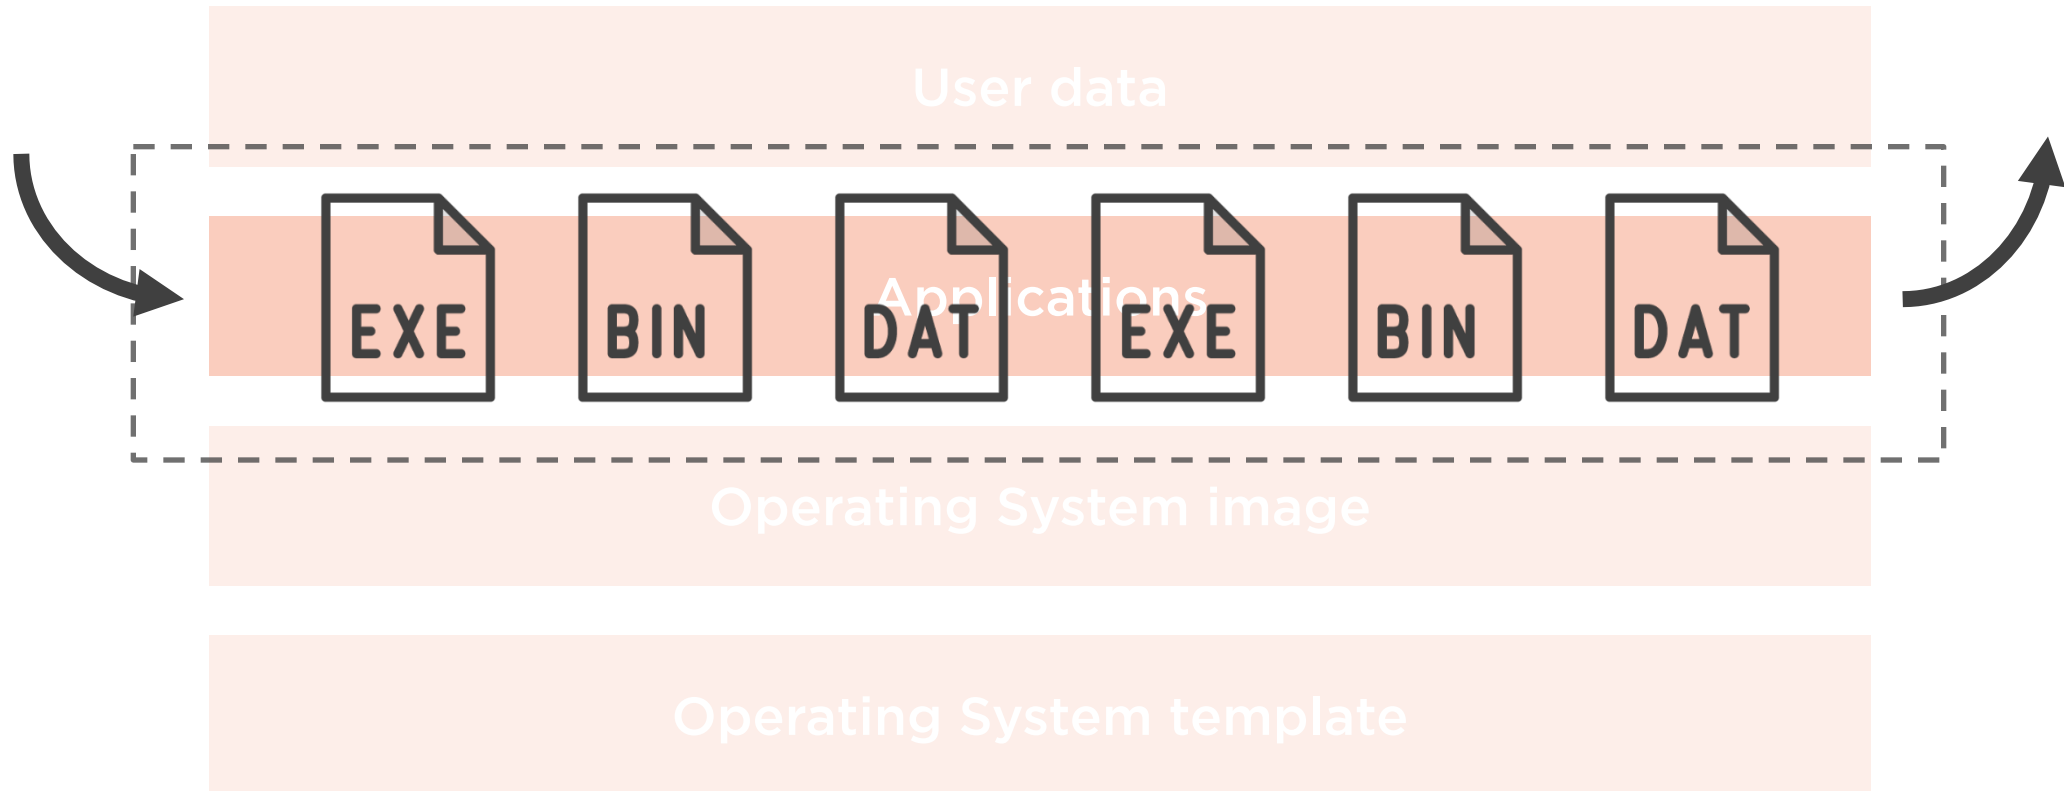 User data
Applications
EXE BIN DAT EXE BIN DAT
Operating System image
Operating System template